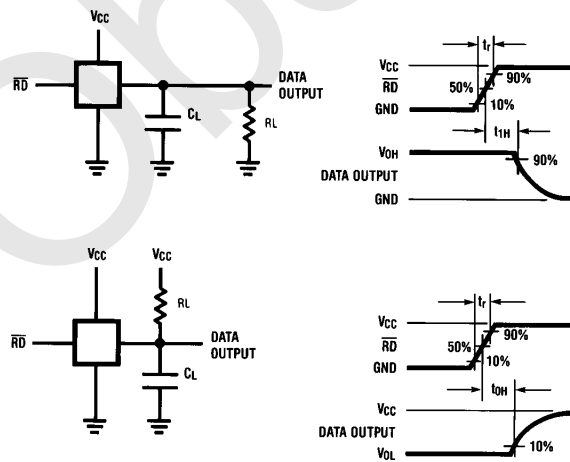 VCC
RD
DATA
OUTPUT
CL
RL
tr
VCC
90%
50%
RD
10%
GND
t1H
VOH
90%
DATA OUTPUT
GND
VCC
VCC
RL
RD
DATA
OUTPUT
CL
tr
VCC
90%
50%
RD
10%
GND
t0H
VCC
DATA OUTPUT
10%
VOL